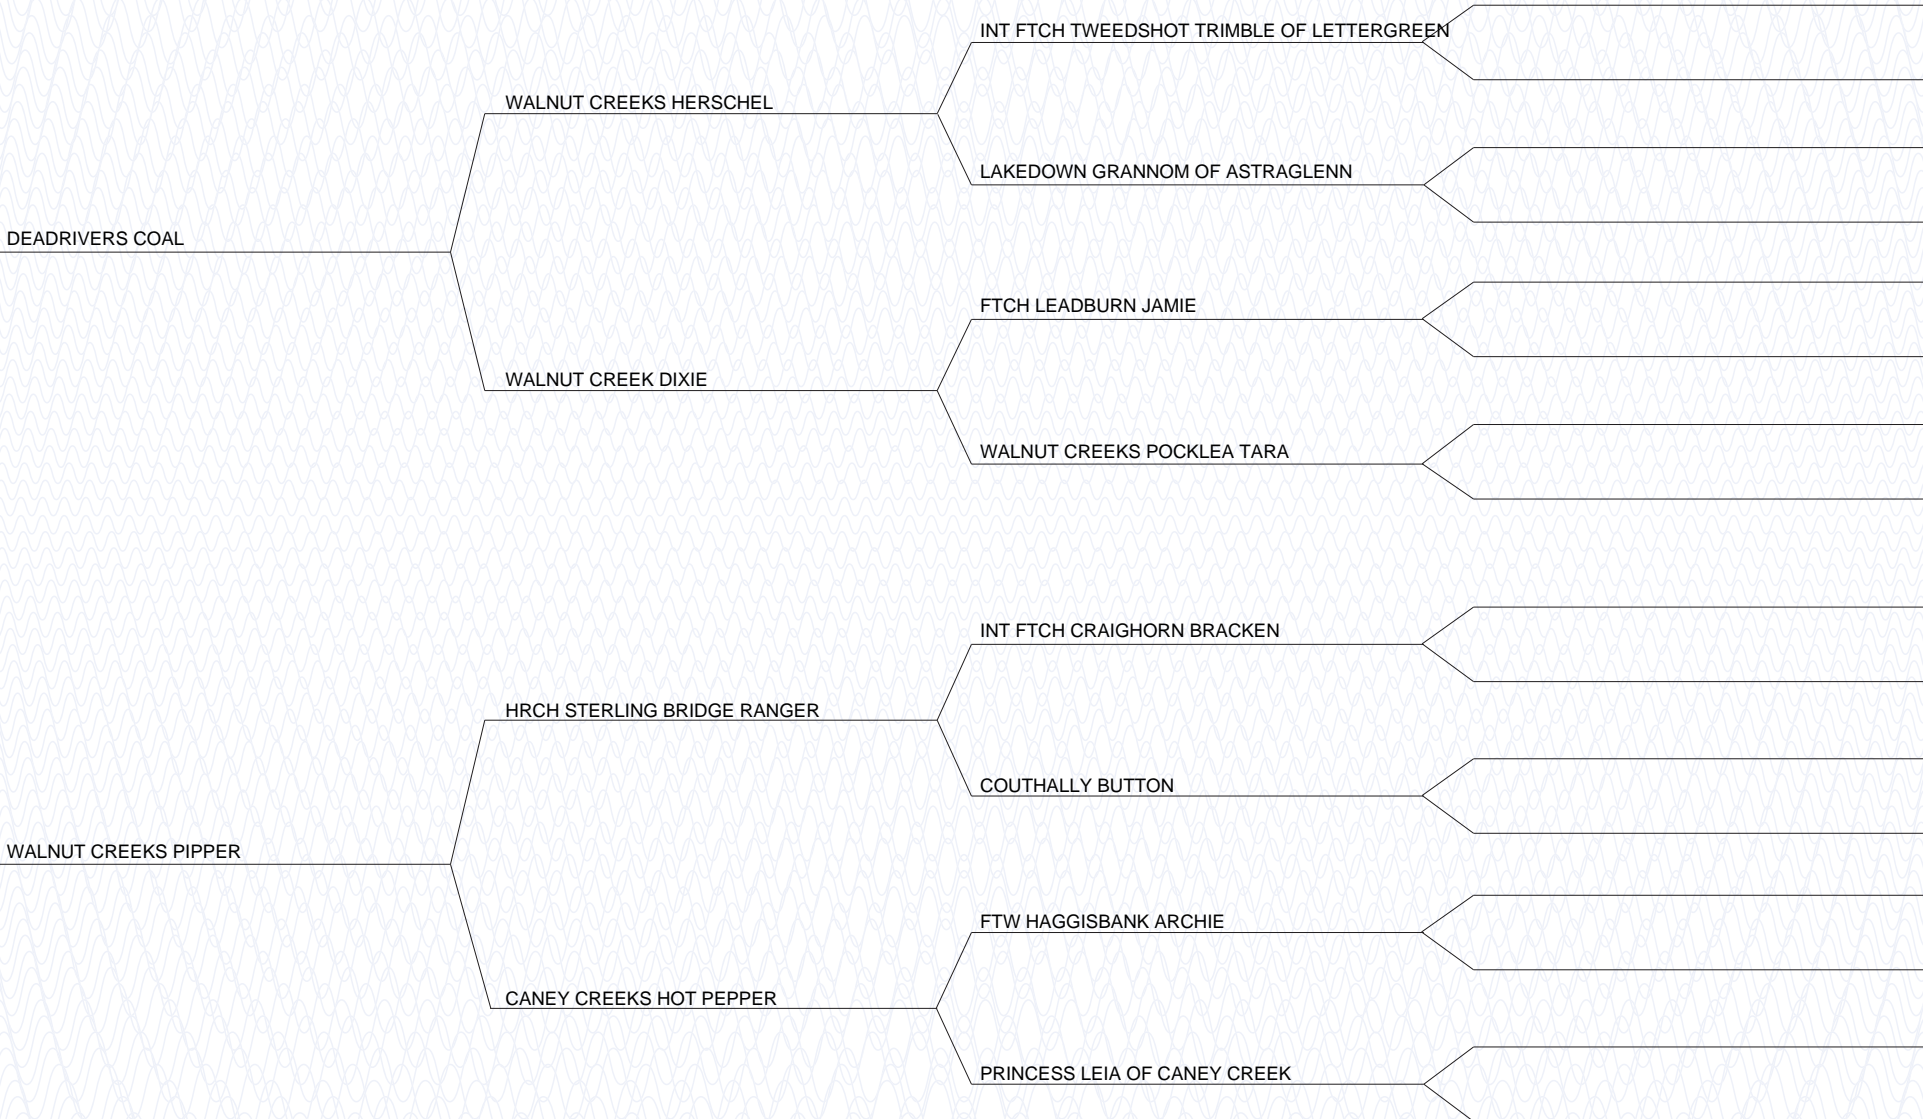 INT FTCH TWEEDSHOT TRIMBLE OF LETTERGREEN
WALNUT CREEKS HERSCHEL
LAKEDOWN GRANNOM OF ASTRAGLENN
DEADRIVERS COAL
FTCH LEADBURN JAMIE
WALNUT CREEK DIXIE
WALNUT CREEKS POCKLEA TARA
INT FTCH CRAIGHORN BRACKEN
HRCH STERLING BRIDGE RANGER
COUTHALLY BUTTON
WALNUT CREEKS PIPPER
FTW HAGGISBANK ARCHIE
CANEY CREEKS HOT PEPPER
PRINCESS LEIA OF CANEY CREEK